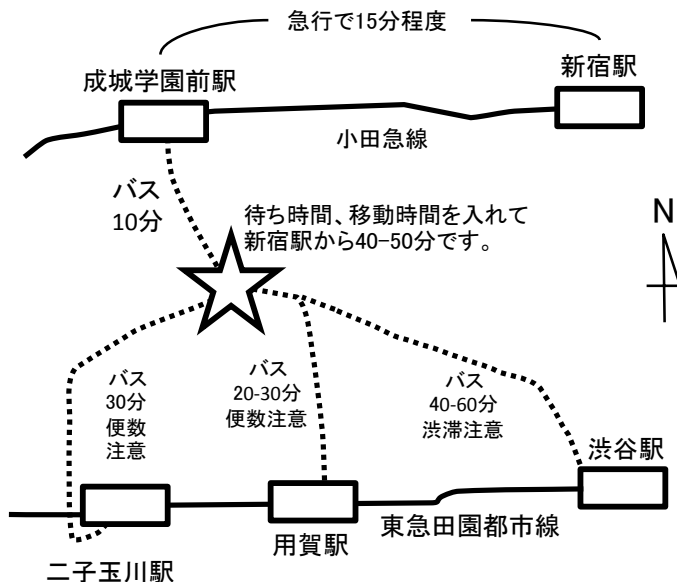 急行で15分程度
成城学園前駅
新宿駅
小田急線
バス
10分
待ち時間、移動時間を入れて
新宿駅から40-50分です。
N
バス
30分
便数
注意
バス
20-30分
便数注意
バス
40-60分
渋滞注意
渋谷駅
東急田園都市線
用賀駅
二子玉川駅